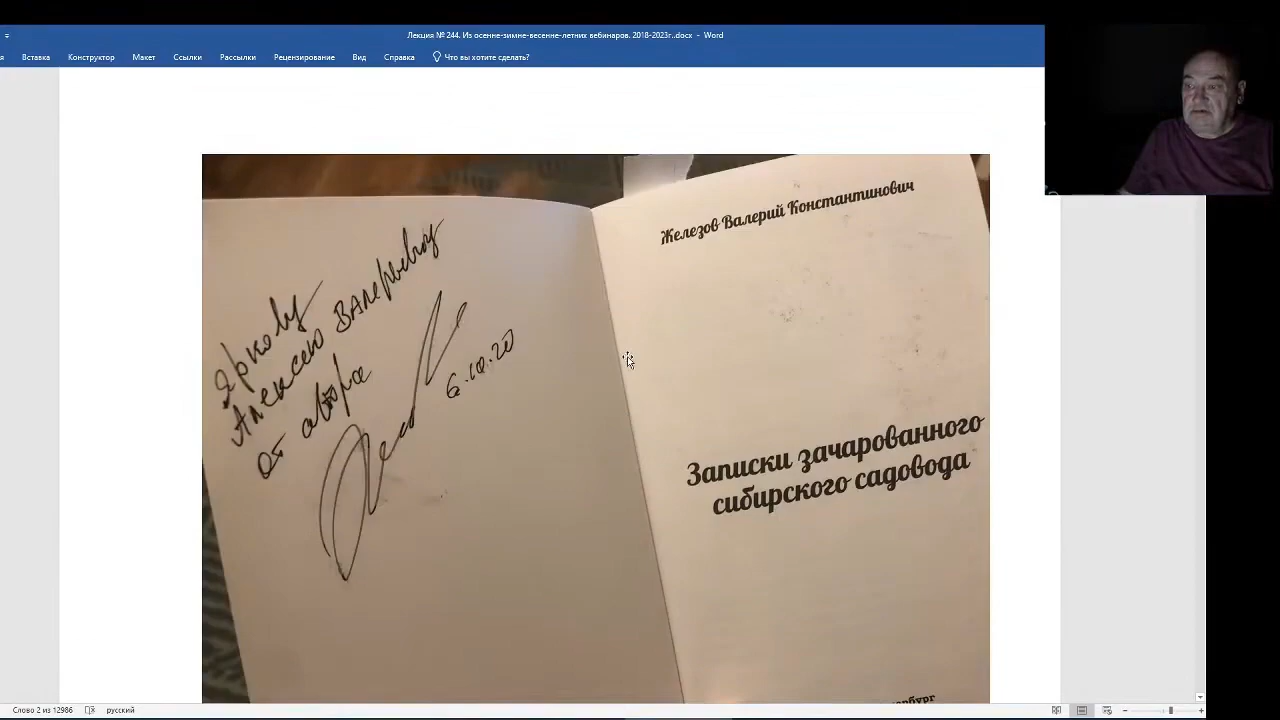 Лекция № 244. Из осенне-зимне-весенне-летних вебинаров. 2018-2023г..docx - Word
Вставка Конструктор Макет Ссылки Рассылки Рецензирование Вид Справка Что вы хотите сделать?
Яркову
Алексею Валерьевичу
от автора
6.10.20
Железов Валерий Константинович
Записки зачарованного
сибирского садовода
Слово 2 из 12986 русский